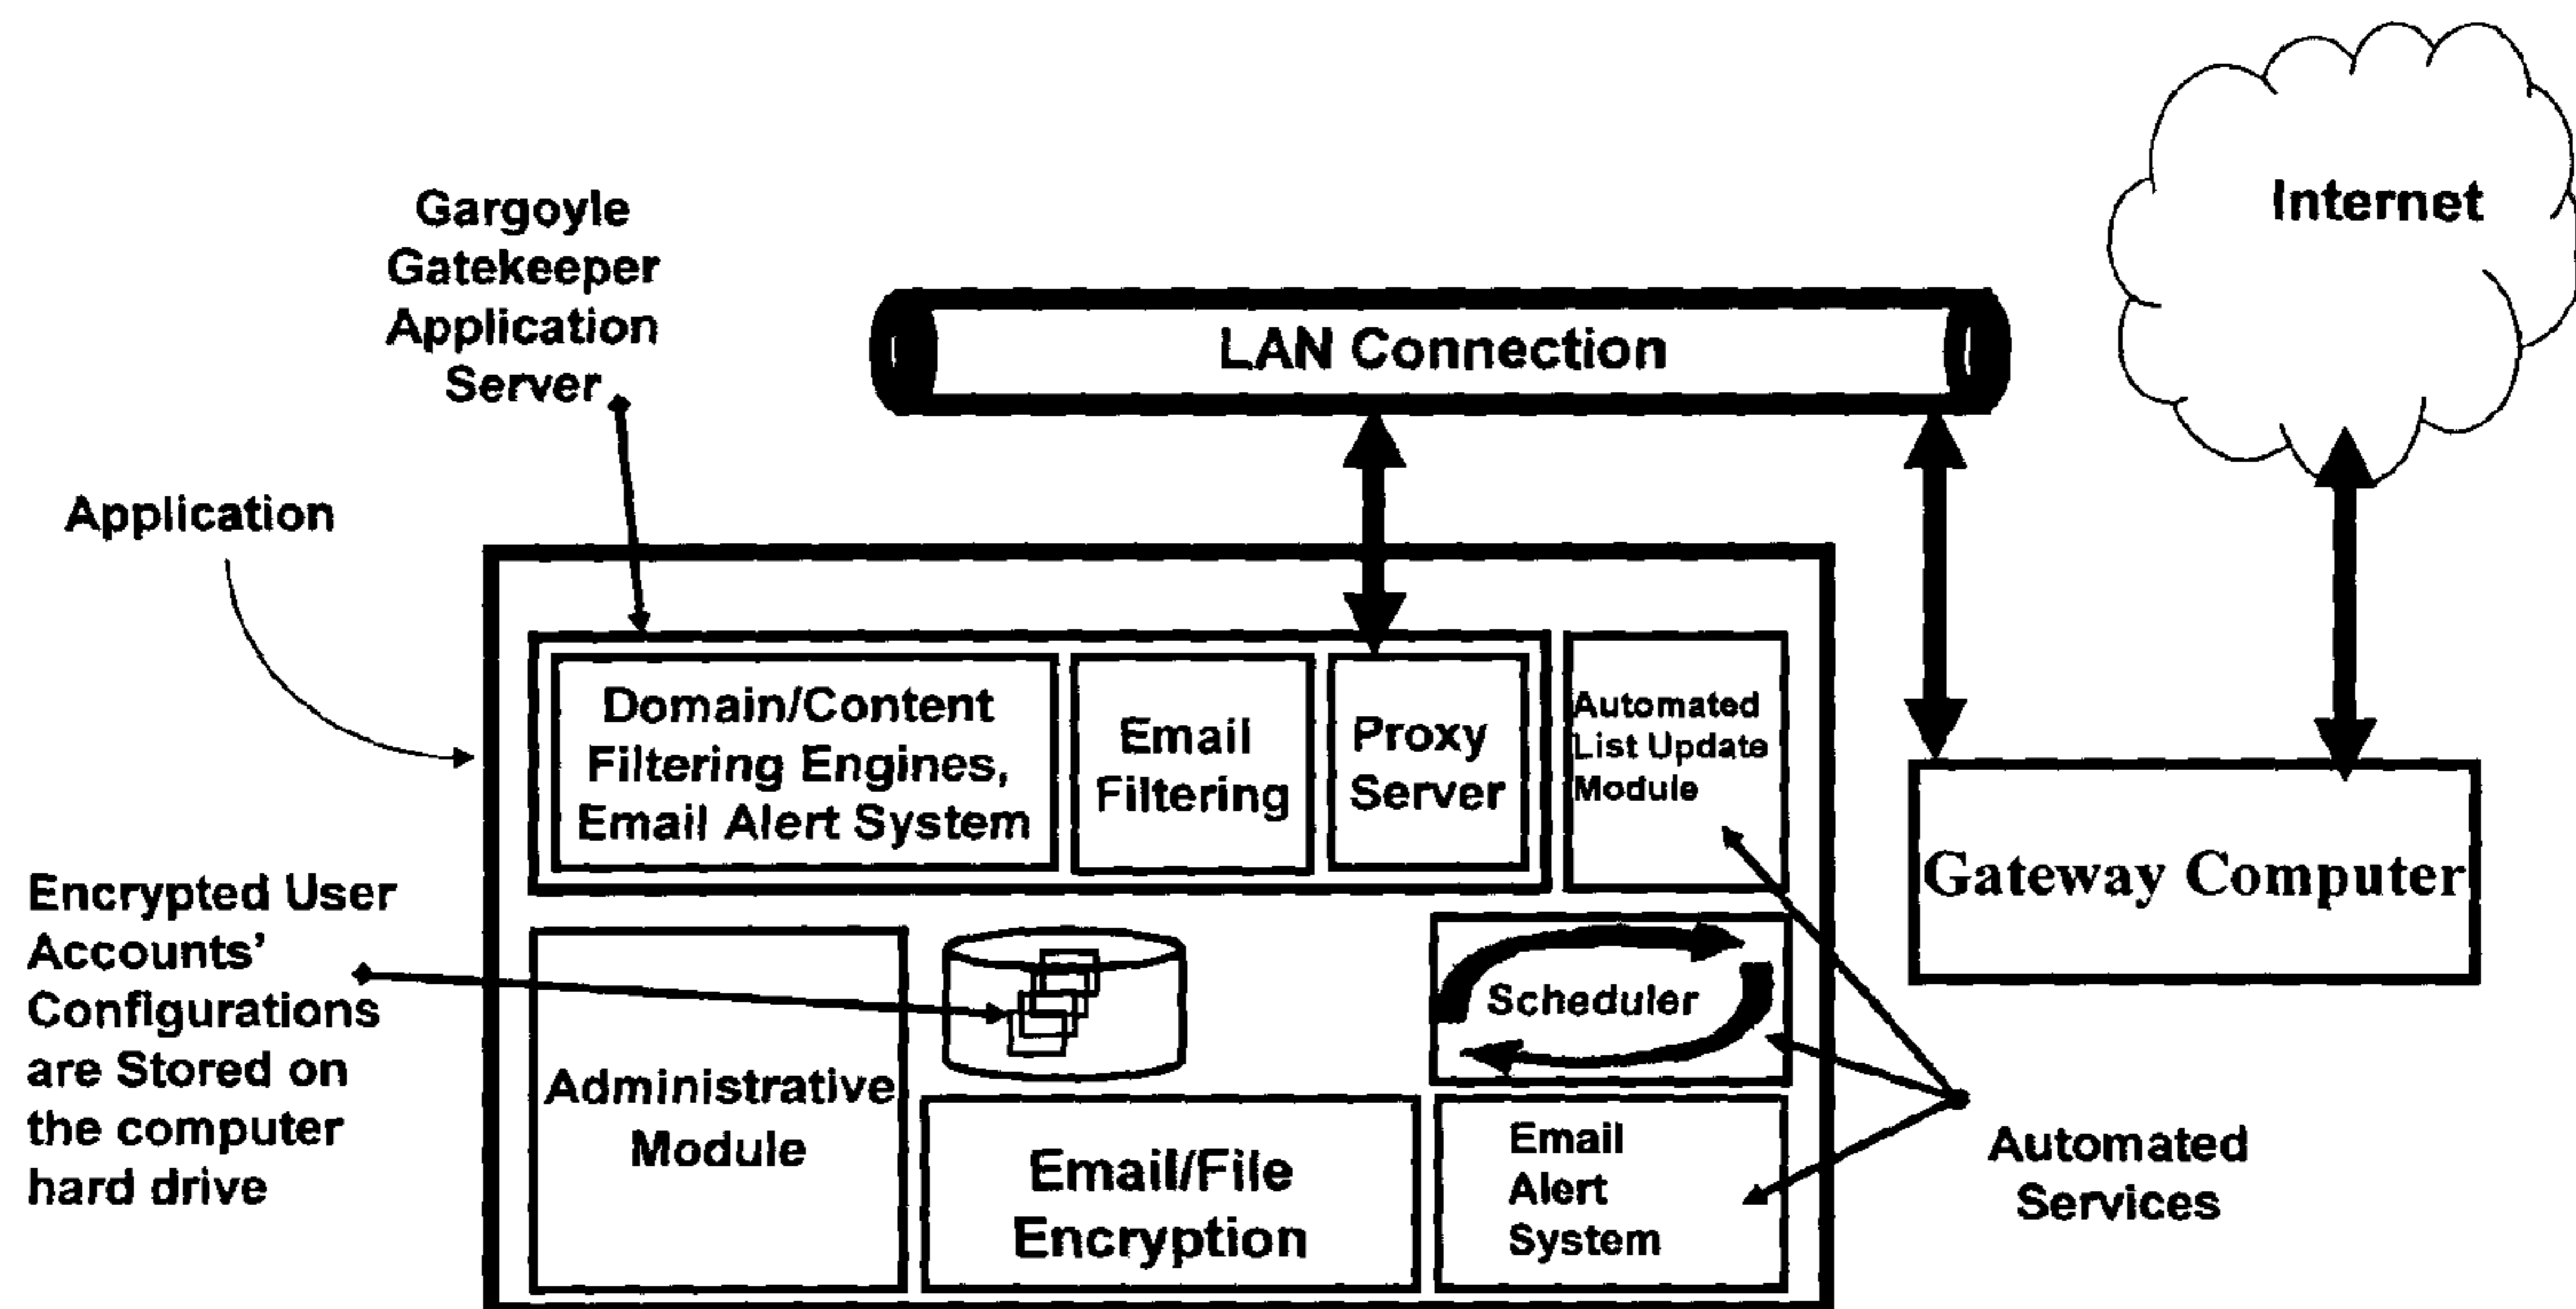 Internet
Gargoyle
Gatekeeper
Application
Server
LAN Connection
Application
Domain/Content
Filtering Engines,
Email Alert System
Email
Filtering
Proxy
Server
Automated
List Update
Module
Gateway Computer
Encrypted User
Accounts'
Configurations
are Stored on
the computer
hard drive
Scheduler
Administrative
Module
Email/File
Encryption
Email
Alert
System
Automated
Services